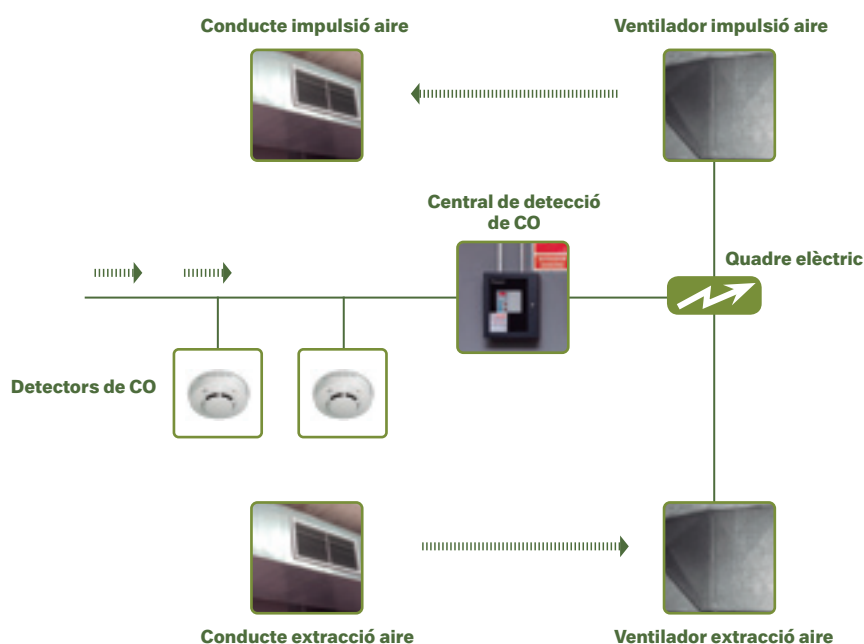 Conducte impulsió aire
Ventilador impulsió aire
Central de detecció
de CO
Quadre elèctric
Detectors de CO
Conducte extracció aire
Ventilador extracció aire